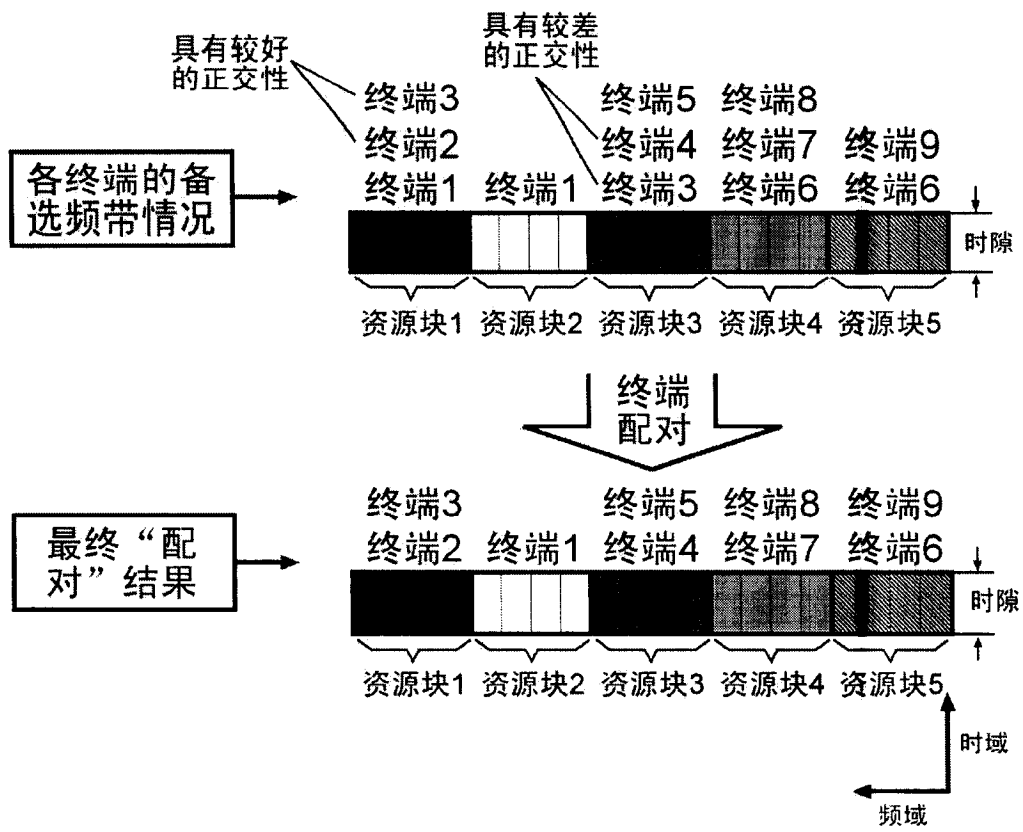 具有较好
的正交性
具有较差
的正交性
终端3 终端5 终端8
终端2 终端4 终端7 终端9
终端1 终端1 终端3 终端6 终端6
各终端的备
选频带情况
时隙
资源块1 资源块2 资源块3 资源块4 资源块5
终端
配对
终端3 终端5 终端8 终端9
终端2 终端1 终端4 终端7 终端6
最终“配
对”结果
时隙
资源块1 资源块2 资源块3 资源块4 资源块5
时域
频域